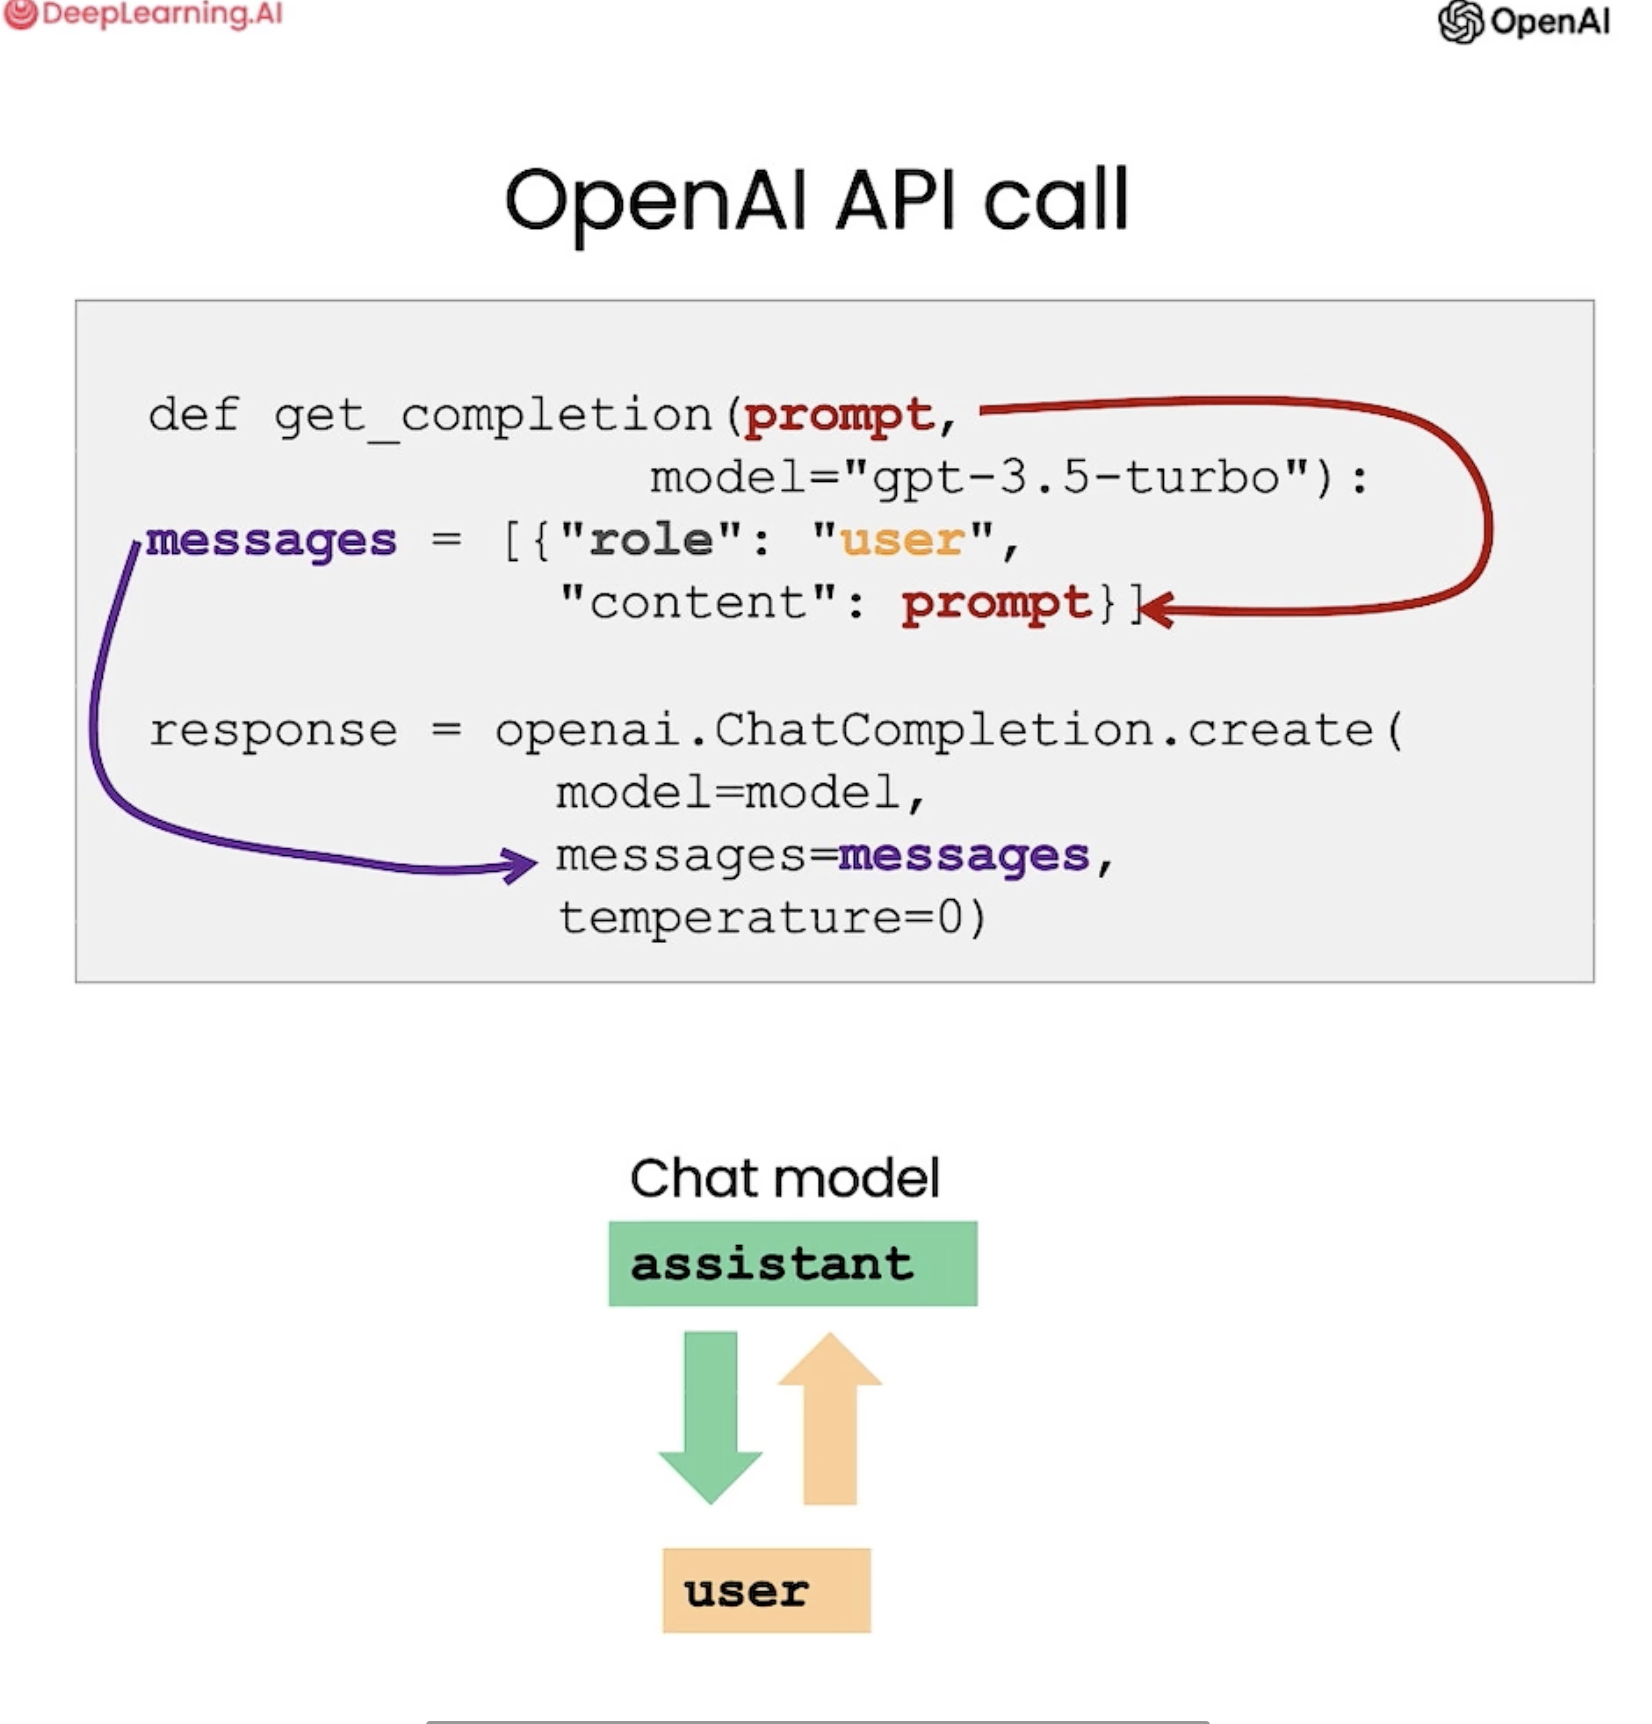 DeepLearning.AI
OpenAI
OpenAI API call
def get_completion(prompt,
model="gpt-3.5-turbo"):
messages = [{"role": "user",
"content": prompt}]
response = openai.ChatCompletion.create(
model=model,
messages=messages,
temperature=0)
Chat model
assistant
user